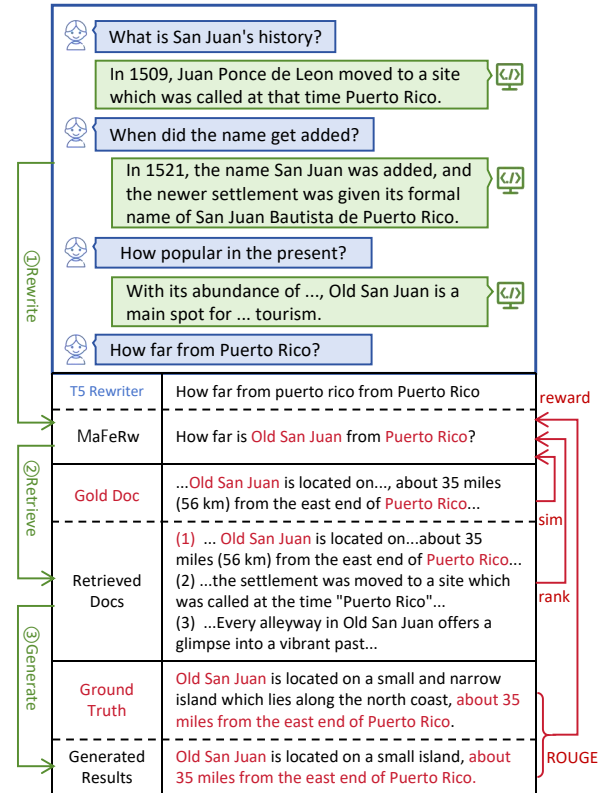 What is San Juan's history?
In 1509, Juan Ponce de Leon moved to a site
which was called at that time Puerto Rico.
</>
When did the name get added?
In 1521, the name San Juan was added, and
the newer settlement was given its formal
name of San Juan Bautista de Puerto Rico.
</>
How popular in the present?
With its abundance of ..., Old San Juan is a
main spot for ... tourism.
</>
How far from Puerto Rico?
①Rewrite
T5 Rewriter
How far from puerto rico from Puerto Rico
reward
MaFeRw
How far is Old San Juan from Puerto Rico?
②Retrieve
Gold Doc
...Old San Juan is located on..., about 35 miles
(56 km) from the east end of Puerto Rico...
sim
Retrieved
Docs
(1) ... Old San Juan is located on...about 35
miles (56 km) from the east end of Puerto Rico...
(2) ...the settlement was moved to a site which
was called at the time "Puerto Rico"...
(3) ...Every alleyway in Old San Juan offers a
glimpse into a vibrant past...
rank
③Generate
Ground
Truth
Old San Juan is located on a small and narrow
island which lies along the north coast, about 35
miles from the east end of Puerto Rico.
Generated
Results
Old San Juan is located on a small island, about
35 miles from the east end of Puerto Rico.
ROUGE